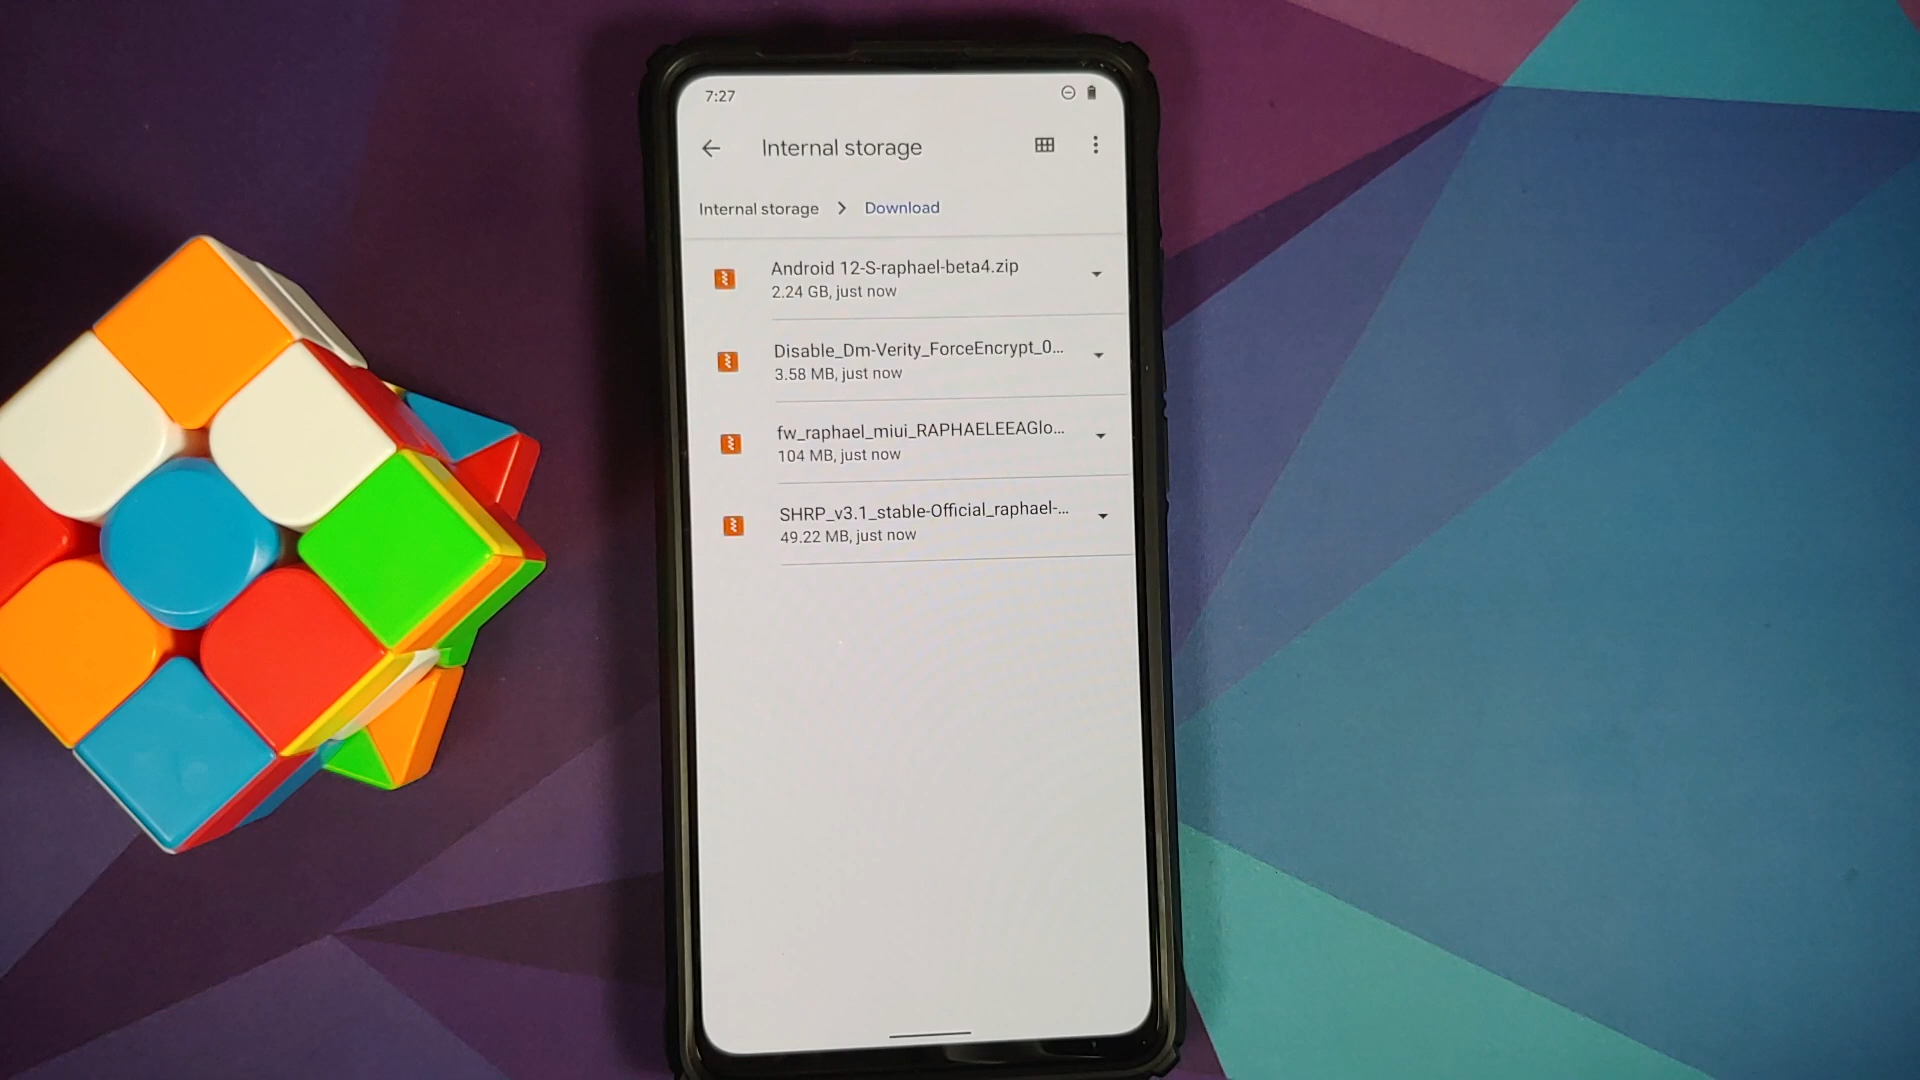 7:27
Internal storage
Internal storage > Download
Android 12-S-raphael-beta4.zip
2.24 GB, just now
Disable_Dm-Verity_ForceEncrypt_0...
3.58 MB, just now
fw_raphael_miui_RAPHAELEEAGlo...
104 MB, just now
SHRP_v3.1_stable-Official_raphael-...
49.22 MB, just now